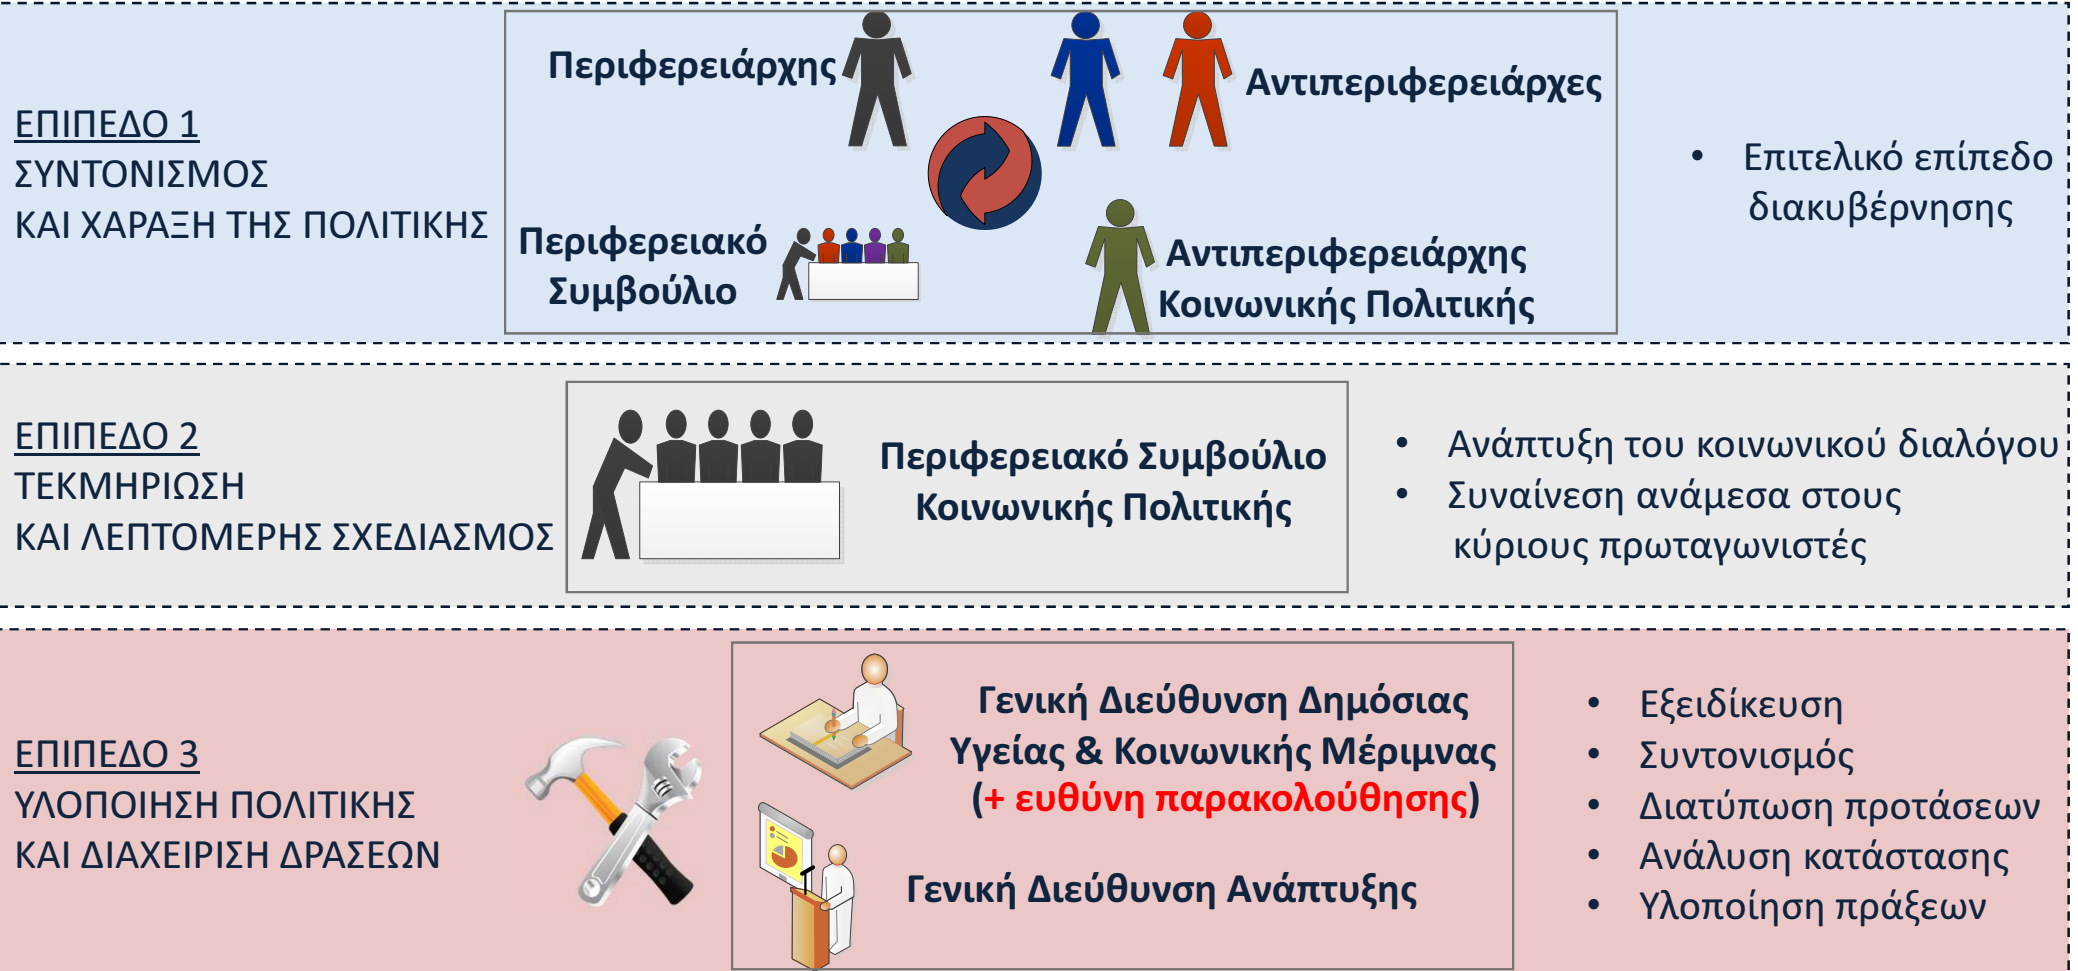 ΕΠΙΠΕΔΟ 1
ΣΥΝΤΟΝΙΣΜΟΣ
ΚΑΙ ΧΑΡΑΞΗ ΤΗΣ ΠΟΛΙΤΙΚΗΣ
Περιφερειάρχης
Αντιπεριφερειάρχες
Περιφερειακό
Συμβούλιο
Αντιπεριφερειάρχης
Κοινωνικής Πολιτικής
• Επιτελικό επίπεδο
διακυβέρνησης
ΕΠΙΠΕΔΟ 2
ΤΕΚΜΗΡΙΩΣΗ
ΚΑΙ ΛΕΠΤΟΜΕΡΗΣ ΣΧΕΔΙΑΣΜΟΣ
Περιφερειακό Συμβούλιο
Κοινωνικής Πολιτικής
• Ανάπτυξη του κοινωνικού διαλόγου
• Συναίνεση ανάμεσα στους
κύριους πρωταγωνιστές
ΕΠΙΠΕΔΟ 3
ΥΛΟΠΟΙΗΣΗ ΠΟΛΙΤΙΚΗΣ
ΚΑΙ ΔΙΑΧΕΙΡΙΣΗ ΔΡΑΣΕΩΝ
Γενική Διεύθυνση Δημόσιας
Υγείας & Κοινωνικής Μέριμνας
(+ ευθύνη παρακολούθησης)
Γενική Διεύθυνση Ανάπτυξης
• Εξειδίκευση
• Συντονισμός
• Διατύπωση προτάσεων
• Ανάλυση κατάστασης
• Υλοποίηση πράξεων